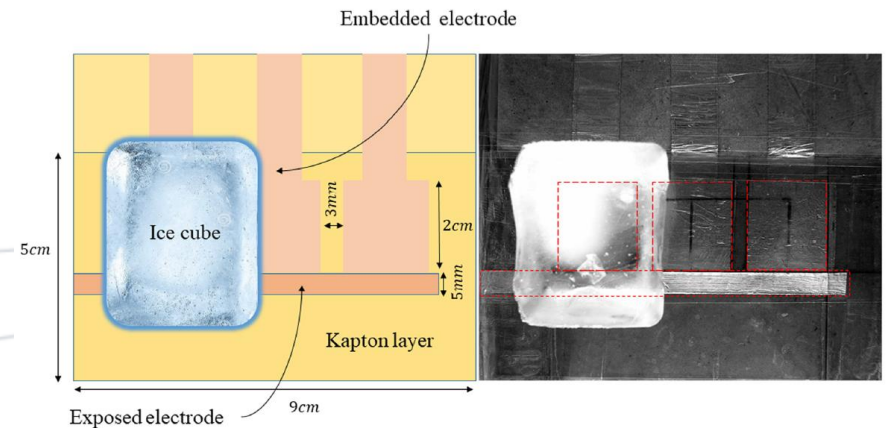 Embedded electrode
3mm
2cm
Ice cube
5cm
5mm
Kapton layer
9cm
Exposed electrode